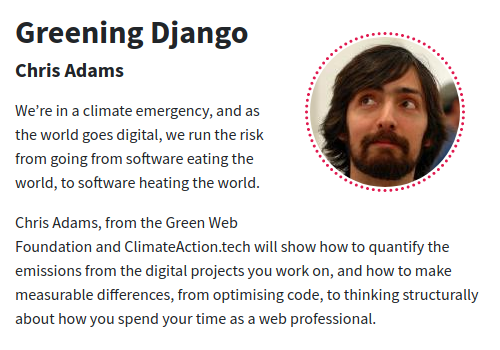 Greening Django
Chris Adams
We’re in a climate emergency, and as
the world goes digital, we run the risk
from going from software eating the
world, to software heating the world.
Chris Adams, from the Green Web
Foundation and ClimateAction.tech will show how to quantify the
emissions from the digital projects you work on, and how to make
measurable differences, from optimising code, to thinking structurally
about how you spend your time as a web professional.